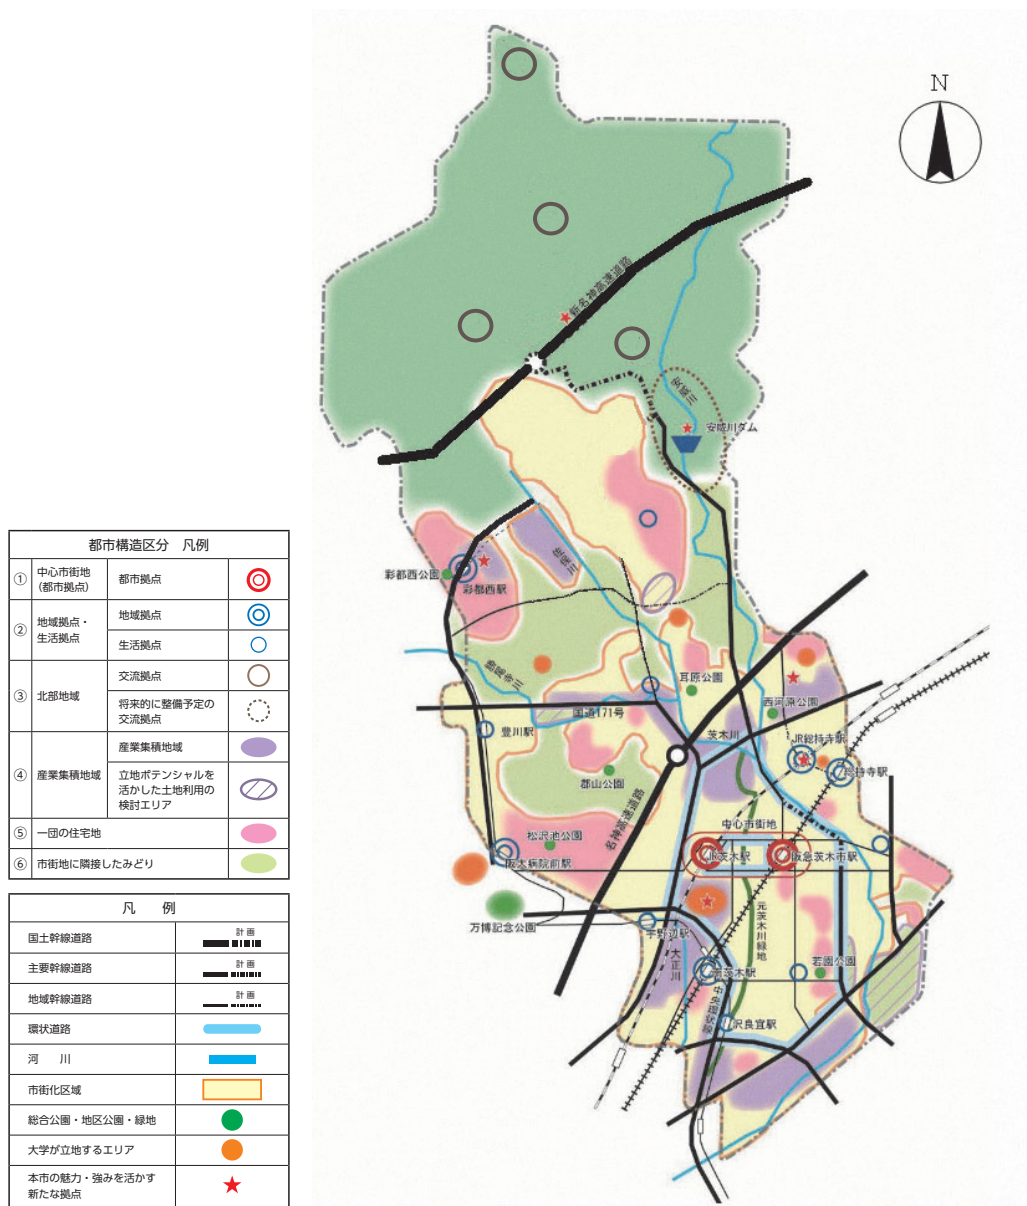 N
新名神高速道路
安威川
安威川ダム
佐保川
彩都西公園
彩都西駅
勝尾寺川
耳原公園
国道171号
西河原公園
豊川駅
茨木川
JR総持寺駅
総持寺駅
郡山公園
名神高速道路
中心市街地
松沢池公園
JR茨木駅
阪急茨木市駅
阪大病院前駅
万博記念公園
宇野辺駅
元茨木川緑地
大正川
南茨木駅
若園公園
中央環状線
沢良宜駅
都市構造区分 凡例
① 中心市街地
(都市拠点)
都市拠点
② 地域拠点・
生活拠点
地域拠点
生活拠点
③ 北部地域
交流拠点
将来的に整備予定の
交流拠点
④ 産業集積地域
産業集積地域
立地ポテンシャルを
活かした土地利用の
検討エリア
⑤ 一団の住宅地
⑥ 市街地に隣接したみどり
凡 例
国土幹線道路 計画
主要幹線道路 計画
地域幹線道路 計画
環状道路
河 川
市街化区域
総合公園・地区公園・緑地
大学が立地するエリア
本市の魅力・強みを活かす
新たな拠点